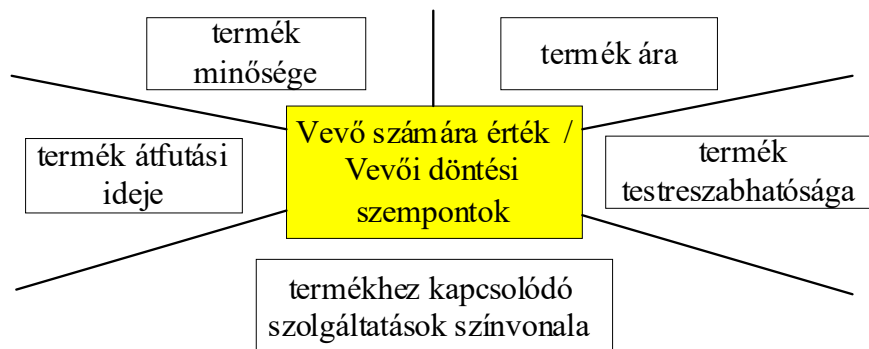 termék
minősége
termék ára
Vevő számára érték /
Vevői döntési
szempontok
termék átfutási
ideje
termék
testreszabhatósága
termékhez kapcsolódó
szolgáltatások színvonala